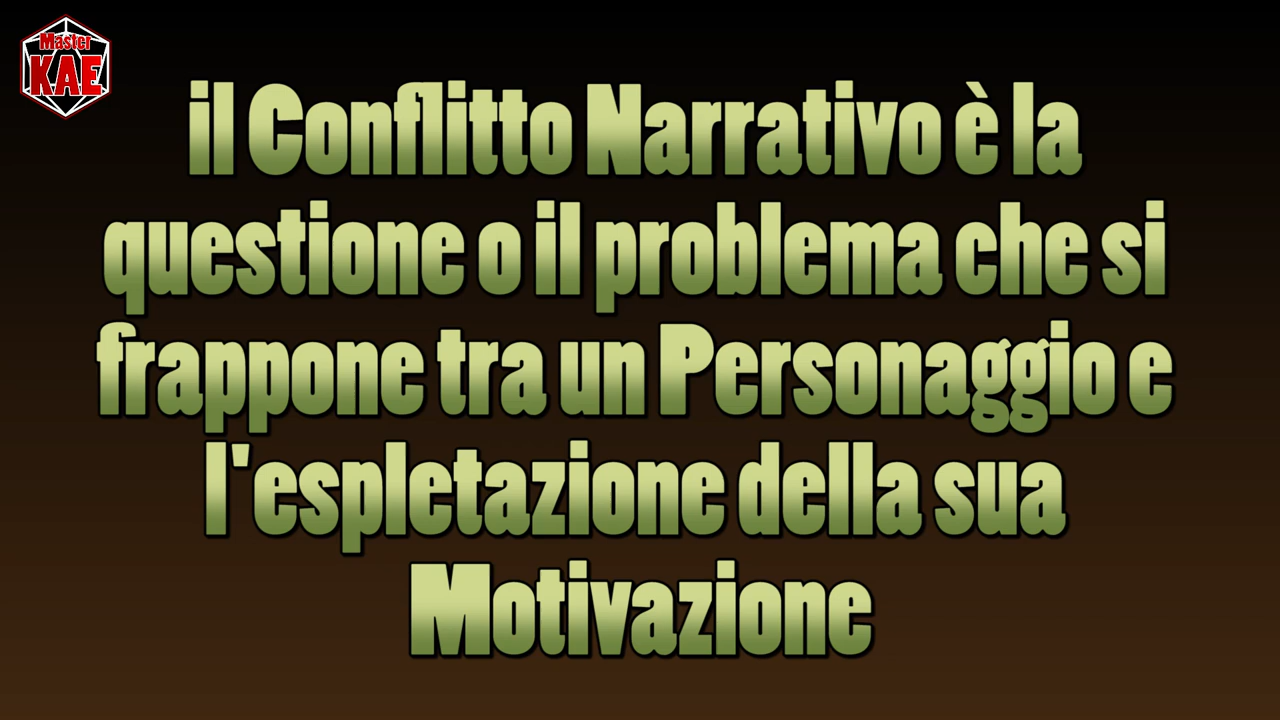 Master
KAE
il Conflitto Narrativo è la
questione o il problema che si
frappone tra un Personaggio e
l'espletazione della sua
Motivazione